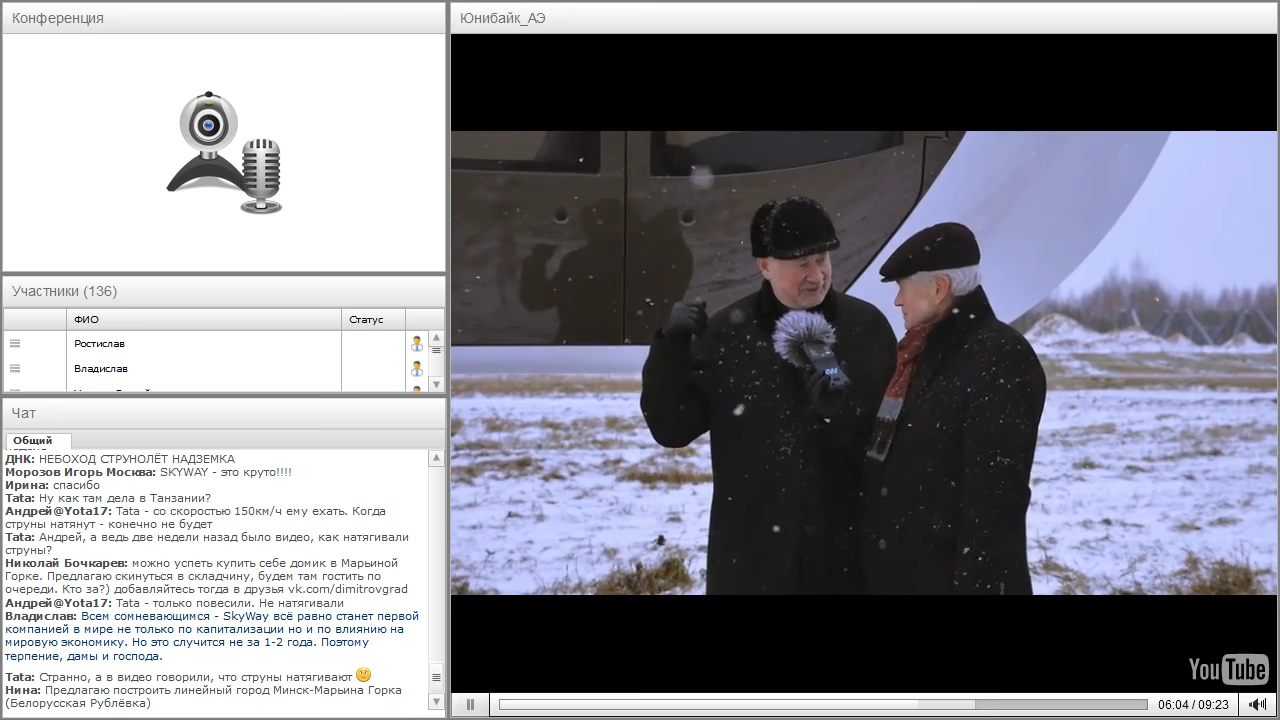 Конференция
Юнибайк_АЭ
Участники (136)
ФИО
Статус
Ростислав
Владислав
Чат
Общий
ДНК: НЕБОХОД СТРУНОЛЁТ НАДЗЕМКА
Морозов Игорь Москва: SKYWAY - это круто!!!!
Ирина: спасибо
Tata: Ну как там дела в Танзании?
Андрей@Yota17: Tata - со скоростью 150км/ч ему ехать. Когда
струны натянут - конечно не будет
Tata: Андрей, а ведь две недели назад было видео, как натягивали
струны?
Николай Бочкарев: можно успеть купить себе домик в Марьиной
Горке. Предлагаю скинуться в складчину, будем там гостить по
очереди. Кто за?) добавляйтесь тогда в друзья vk.com/dimitrovgrad
Андрей@Yota17: Tata - только повесили. Не натягивали
Владислав: Всем сомневающимся - SkyWay всё равно станет первой
компанией в мире не только по капитализации но и по влиянию на
мировую экономику. Но это случится не за 1-2 года. Поэтому
терпение, дамы и господа.
Tata: Странно, а в видео говорили, что струны натягивают
Нина: Предлагаю построить линейный город Минск-Марьина Горка
(Белорусская Рублёвка)
YouTube
06:04 / 09:23